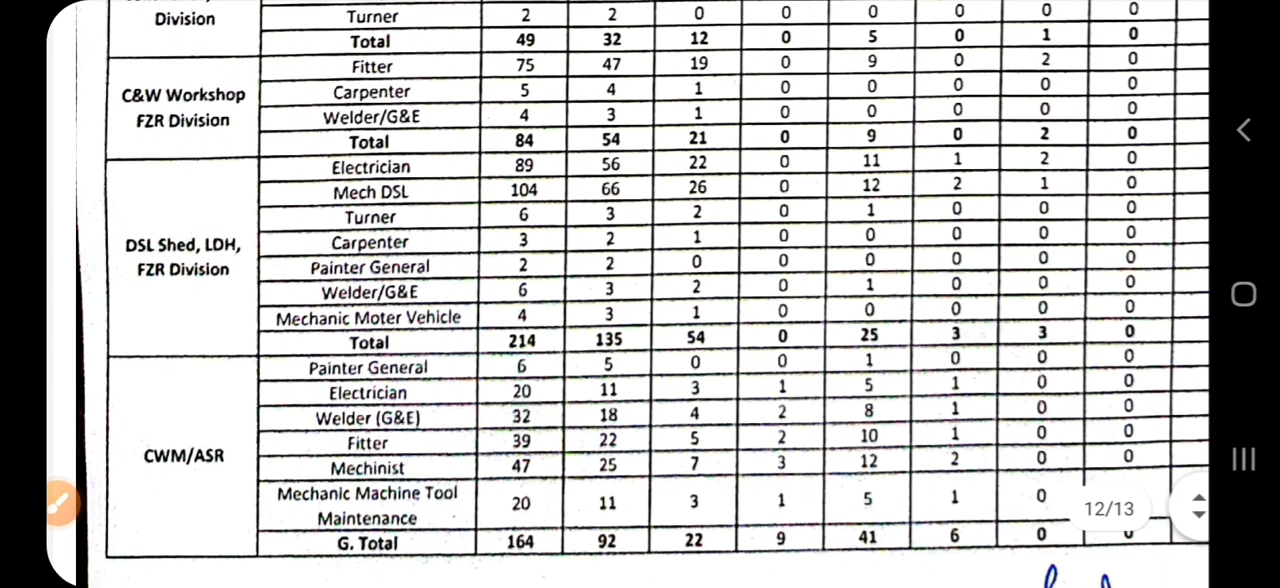 Division
Turner 2 2 0 0 0 0 0 0
Total 49 32 12 0 5 0 1 0
C&W Workshop
FZR Division
Fitter 75 47 19 0 9 0 2 0
Carpenter 5 4 1 0 0 0 0 0
Welder/G&E 4 3 1 0 0 0 0 0
Total 84 54 21 0 9 0 2 0
DSL Shed, LDH,
FZR Division
Electrician 89 56 22 0 11 1 2 0
Mech DSL 104 66 26 0 12 2 1 0
Turner 6 3 2 0 1 0 0 0
Carpenter 3 2 1 0 0 0 0 0
Painter General 2 2 0 0 0 0 0 0
Welder/G&E 6 3 2 0 1 0 0 0
Mechanic Moter Vehicle 4 3 1 0 0 0 0 0
Total 214 135 54 0 25 3 3 0
CWM/ASR
Painter General 6 5 0 0 1 0 0 0
Electrician 20 11 3 1 5 1 0 0
Welder (G&E) 32 18 4 2 8 1 0 0
Fitter 39 22 5 2 10 1 0 0
Mechinist 47 25 7 3 12 2 0 0
Mechanic Machine Tool
Maintenance 20 11 3 1 5 1 0
G. Total 164 92 22 9 41 6 0
12/13